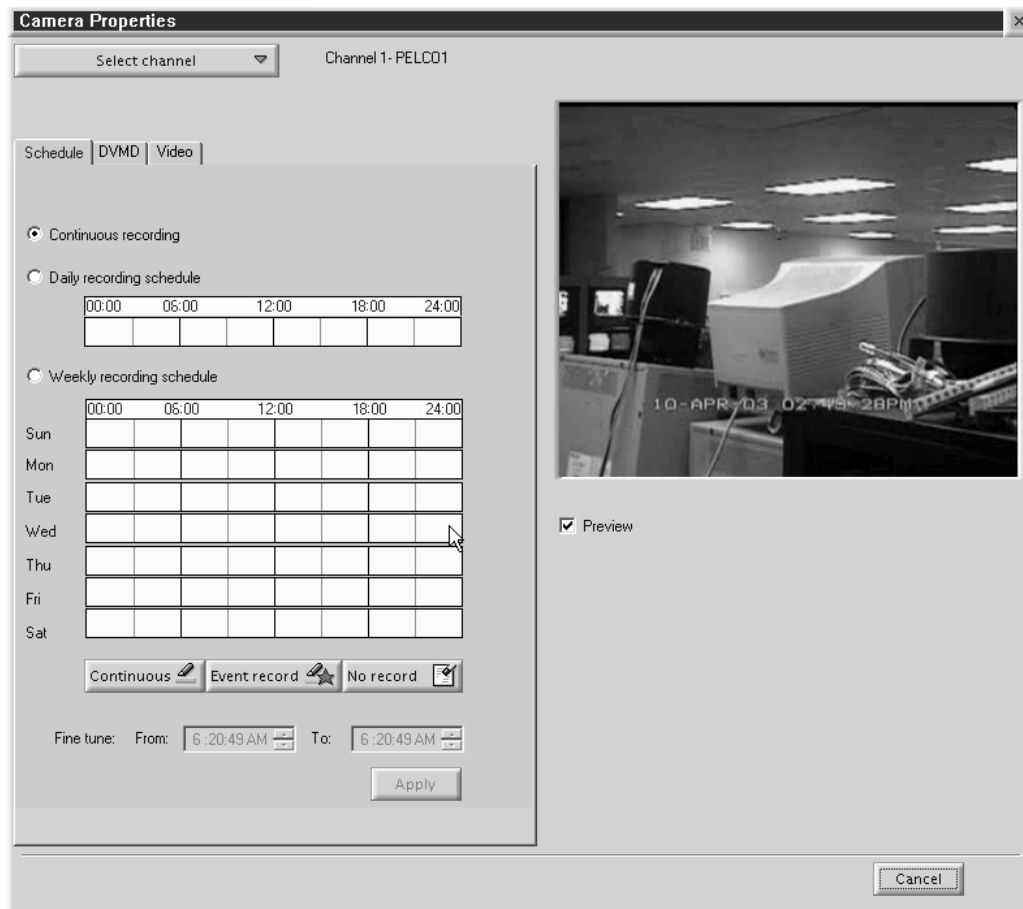 Camera Properties
Select channel
Channel 1- PELCO1
Schedule DVMD Video
Continuous recording
Daily recording schedule
00:00 06:00 12:00 18:00 24:00
Weekly recording schedule
00:00 06:00 12:00 18:00 24:00
Sun
Mon
Tue
Wed
Thu
Fri
Sat
Continuous Event record No record
Fine tune: From: 6:20:49 AM To: 6:20:49 AM
Apply
10-APR-03
Preview
Cancel